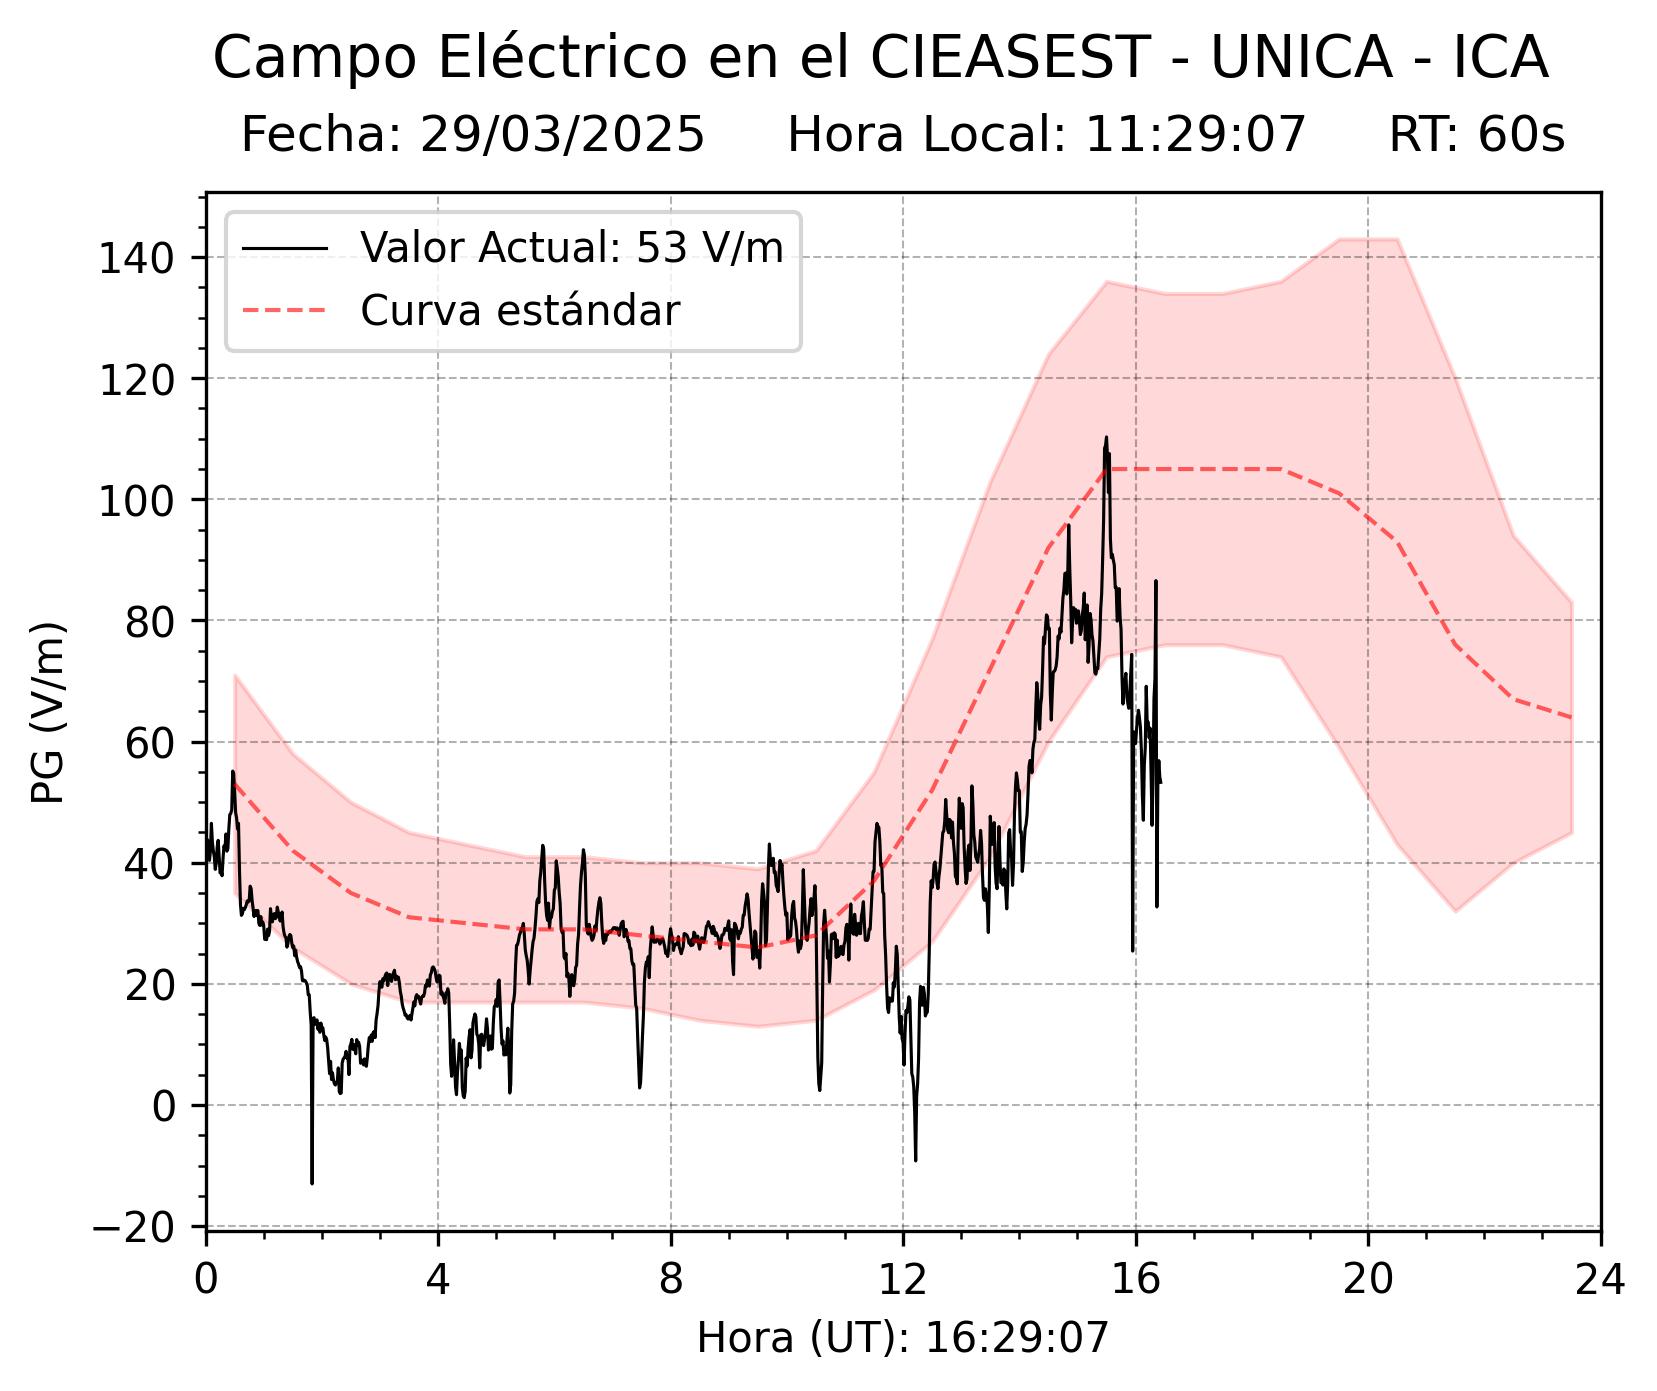 Campo Eléctrico en el CIEASEST - UNICA - ICA
Fecha: 29/03/2025 Hora Local: 11:29:07 RT: 60s
Valor Actual: 53 V/m
Curva estándar
PG (V/m)
140
120
100
80
60
40
20
0
−20
0 4 8 12 16 20 24
Hora (UT): 16:29:07